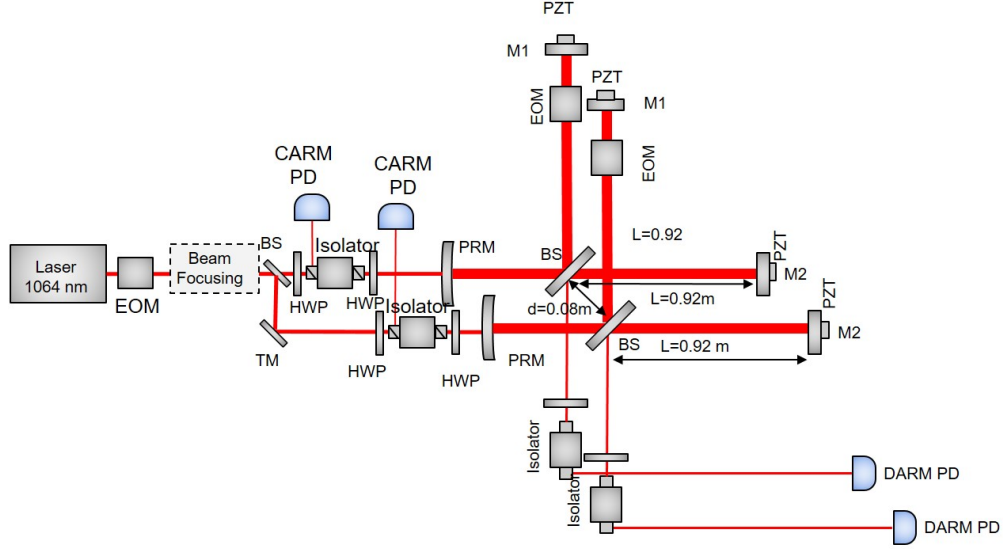 PZT
M1
PZT
M1
EOM
EOM
CARM
PD
CARM
PD
BS
Isolator
PRM
L=0.92
BS
PZT
M2
Laser
1064 nm
Beam
Focusing
EOM
HWP
HWP
Isolator
d=0.08m
L=0.92m
PZT
TM
HWP
HWP
PRM
BS
L=0.92 m
M2
Isolator
Isolator
DARM PD
DARM PD